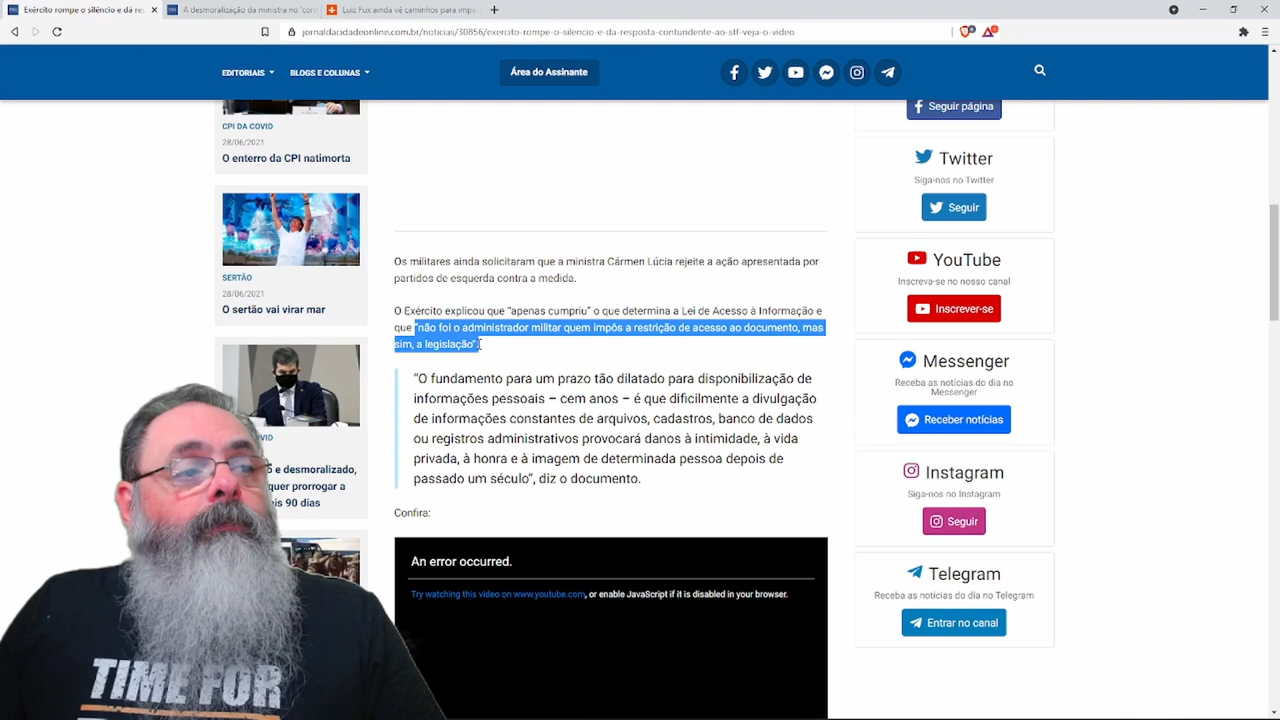 Exército rompe o silêncio e dá res
A desmoralização da ministra no 'con
Luiz Fux ainda vê caminhos para imp
jornaldacidadeonline.com.br/noticias/30856/exercito-rompe-o-silencio-e-da-resposta-contundente-ao-stf-veja-o-video
EDITORIAIS
BLOGS E COLUNAS
Área do Assinante
CPI DA COVID
28/06/2021
O enterro da CPI natimorta
SERTÃO
28/06/2021
O sertão vai virar mar
OVID
o e desmoralizado,
quer prorrogar a
is 90 dias
Os militares ainda solicitaram que a ministra Cármen Lúcia rejeite a ação apresentada por
partidos de esquerda contra a medida.
O Exército explicou que “apenas cumpriu” o que determina a Lei de Acesso à Informação e
que “não foi o administrador militar quem impôs a restrição de acesso ao documento, mas
sim, a legislação”.
“O fundamento para um prazo tão dilatado para disponibilização de
informações pessoais – cem anos – é que dificilmente a divulgação
de informações constantes de arquivos, cadastros, banco de dados
ou registros administrativos provocará danos à intimidade, à vida
privada, à honra e à imagem de determinada pessoa depois de
passado um século”, diz o documento.
Confira:
An error occurred.
Try watching this video on www.youtube.com, or enable JavaScript if it is disabled in your browser.
Seguir página
Twitter
Siga-nos no Twitter
Seguir
YouTube
Inscreva-se no nosso canal
Inscrever-se
Messenger
Receba as notícias do dia no
Messenger
Receber notícias
Instagram
Siga-nos no Instagram
Seguir
Telegram
Receba as notícias do dia no Telegram
Entrar no canal
TIME FOR